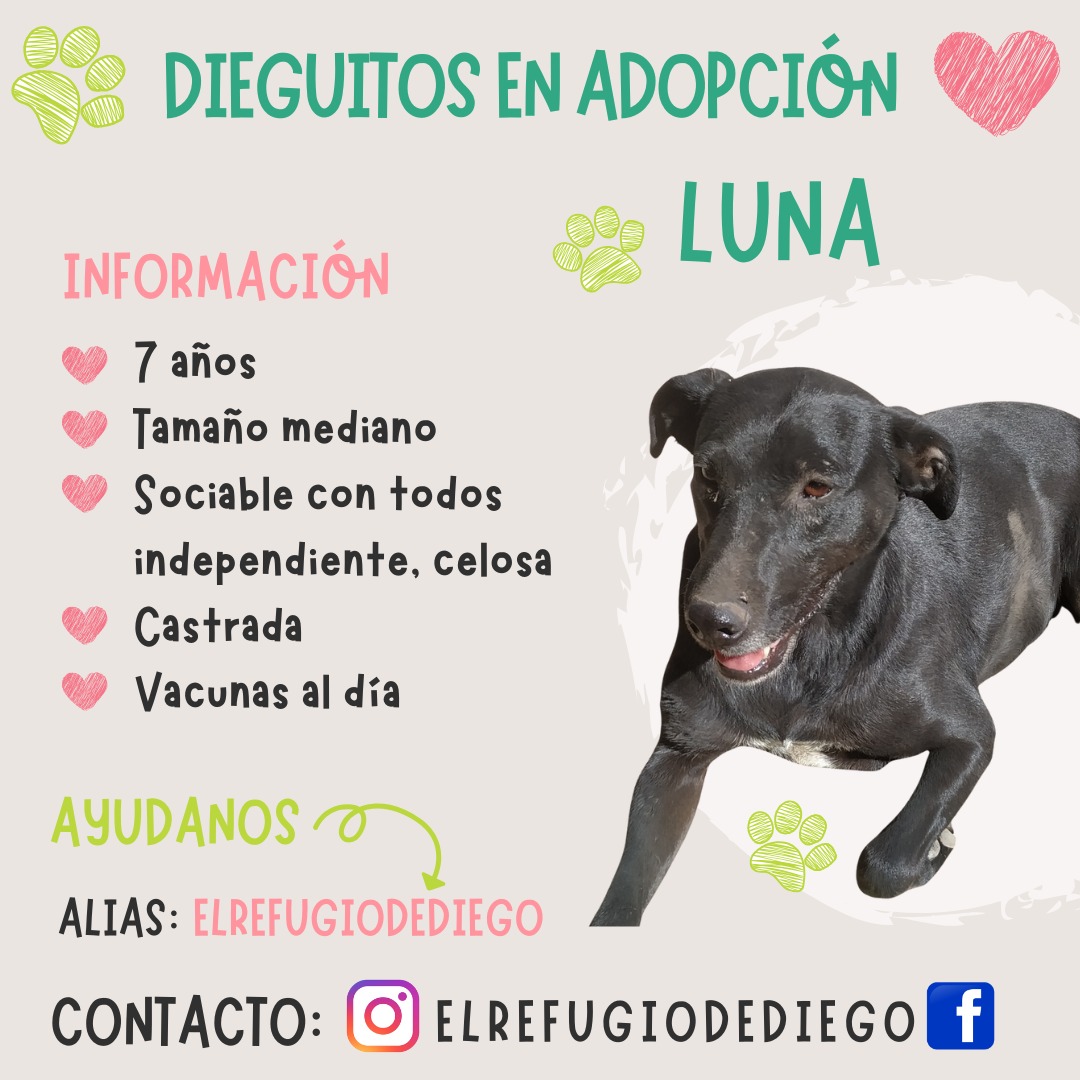 DIEGUITOS EN ADOPCIÓN
LUNA
INFORMACIÓN
7 años
Tamaño mediano
Sociable con todos
independiente, celosa
Castrada
Vacunas al día
AYUDANOS
ALIAS: ELREFUGIODEDIEGO
CONTACTO: ELREFUGIODEDIEGO